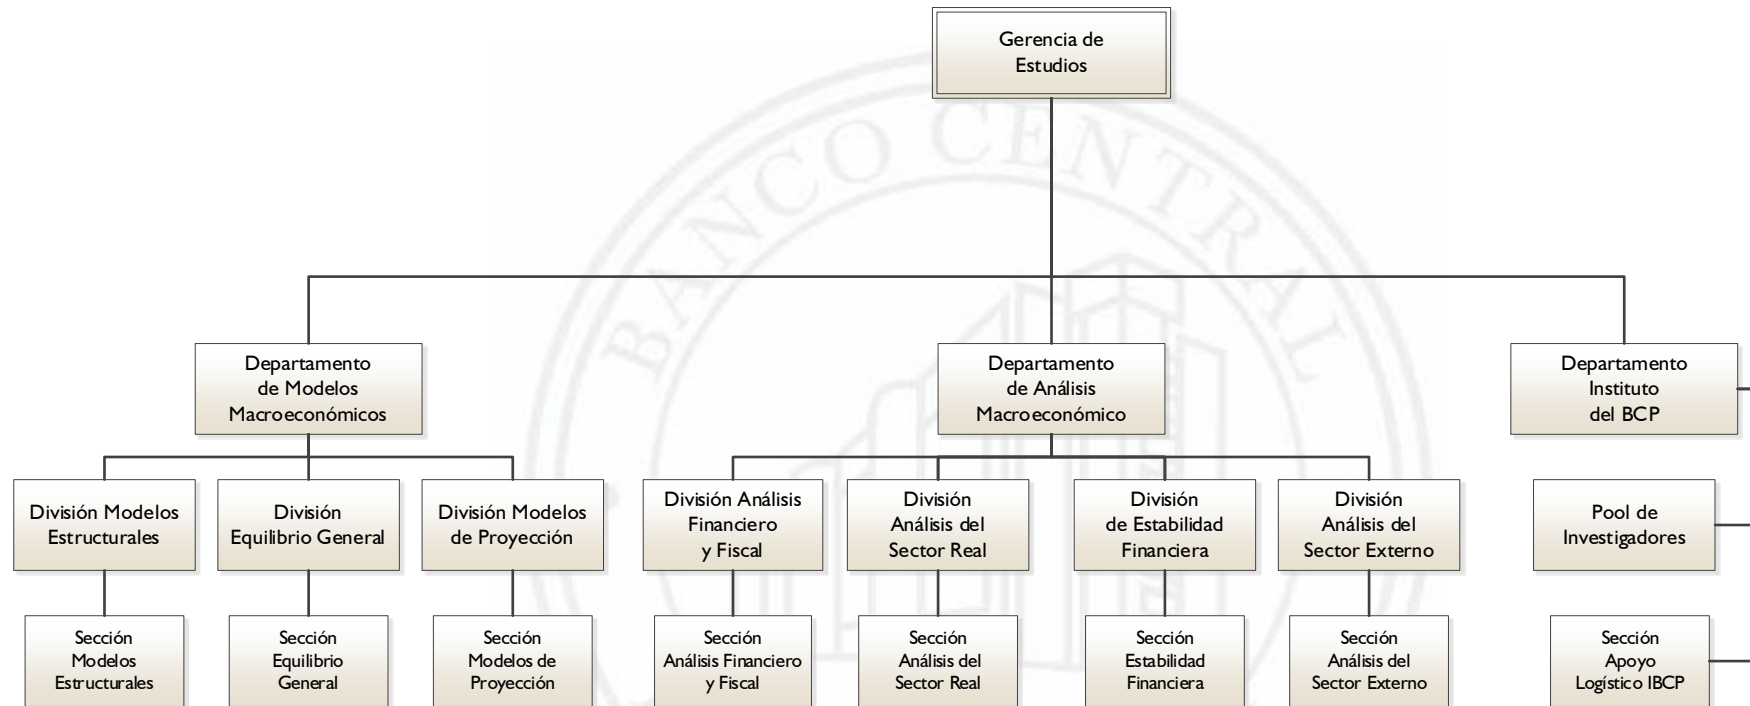 Gerencia de
Estudios
BANCO CENTRAL
Departamento
de Modelos
Macroeconómicos
Departamento
de Análisis
Macroeconómico
Departamento
Instituto
del BCP
División Modelos
Estructurales
División
Equilibrio General
División Modelos
de Proyección
División Análisis
Financiero
y Fiscal
División
Análisis del
Sector Real
División
de Estabilidad
Financiera
División
Análisis del
Sector Externo
Pool de
Investigadores
Sección
Modelos
Estructurales
Sección
Equilibrio
General
Sección
Modelos de
Proyección
Sección
Análisis Financiero
y Fiscal
Sección
Análisis del
Sector Real
Sección
Estabilidad
Financiera
Sección
Análisis del
Sector Externo
Sección
Apoyo
Logístico IBCP